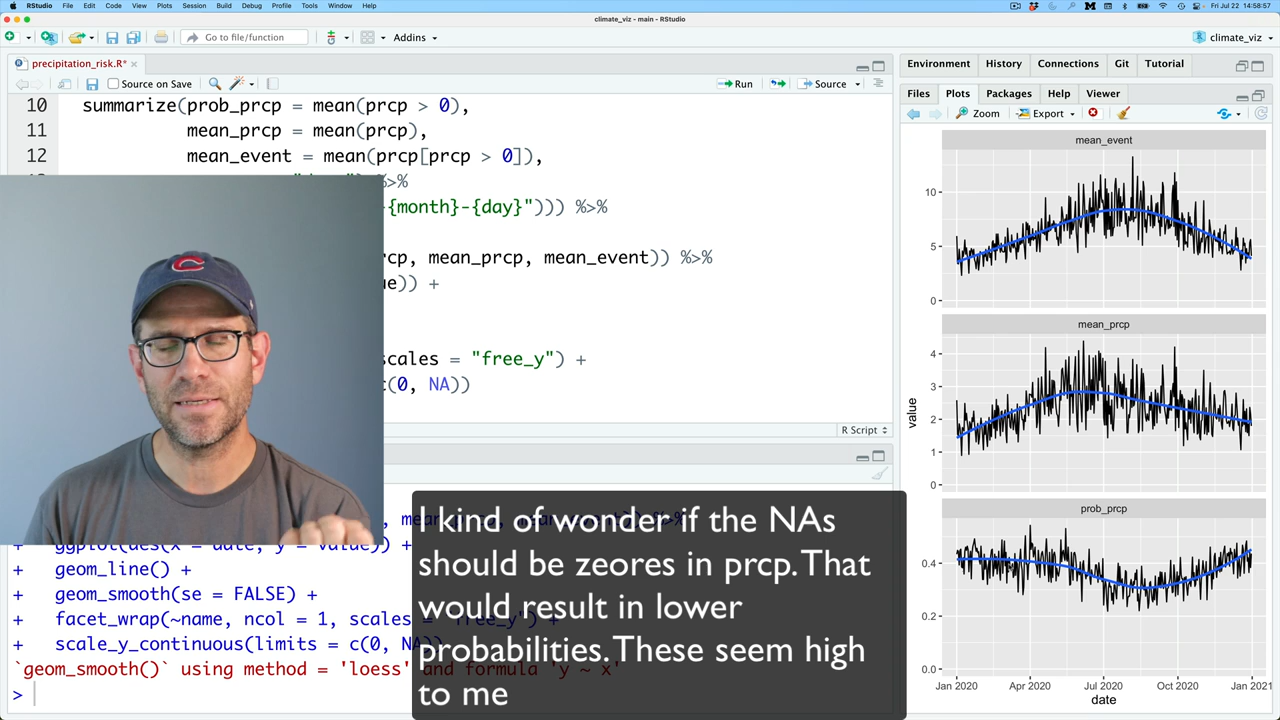 RStudio File Edit Code View Plots Session Build Debug Profile Tools Window Help Fri Jul 22 14:58:57
climate_viz - main - RStudio
Go to file/function Addins climate_viz
precipitation_risk.R*
Source on Save Run Source
10 summarize(prob_prcp = mean(prcp > 0),
11 mean_prcp = mean(prcp),
12 mean_event = mean(prcp[prcp > 0]),
%>%
{month}-{day}"))) %>%
cp, mean_prcp, mean_event)) %>%
e)) +
scales = "free_y") +
c(0, NA))
R Script
+ ggplot(aes(x = date, y = value)) +
+ geom_line() +
+ geom_smooth(se = FALSE) +
+ facet_wrap(~name, ncol = 1, scales = "free_y") +
+ scale_y_continuous(limits = c(0, NA))
`geom_smooth()` using method = 'loess' and formula 'y ~ x'
>
I kind of wonder if the NAs
should be zeores in prcp. That
would result in lower
probabilities. These seem high
to me
Environment History Connections Git Tutorial
Files Plots Packages Help Viewer
Zoom Export
mean_event
10
5
0
mean_prcp
4
3
2
1
0
prob_prcp
0.4
0.2
0.0
value
Jan 2020 Apr 2020 Jul 2020 Oct 2020 Jan 2021
date